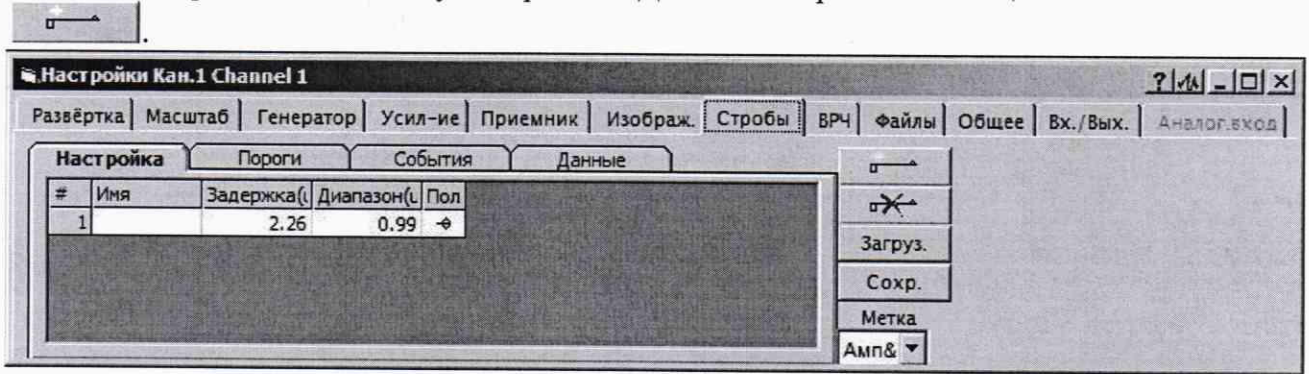 .
Настройки Кан.1 Channel 1
Развёртка Масштаб Генератор Усил-ие Приемник Изображ. Стробы ВРЧ Файлы Общее Вх./Вых. Аналог.вход
Настройка Пороги События Данные
# Имя Задержка(ц Диапазон(ц Пол
1 2.26 0.99
Загруз.
Сохр.
Метка
Амп&